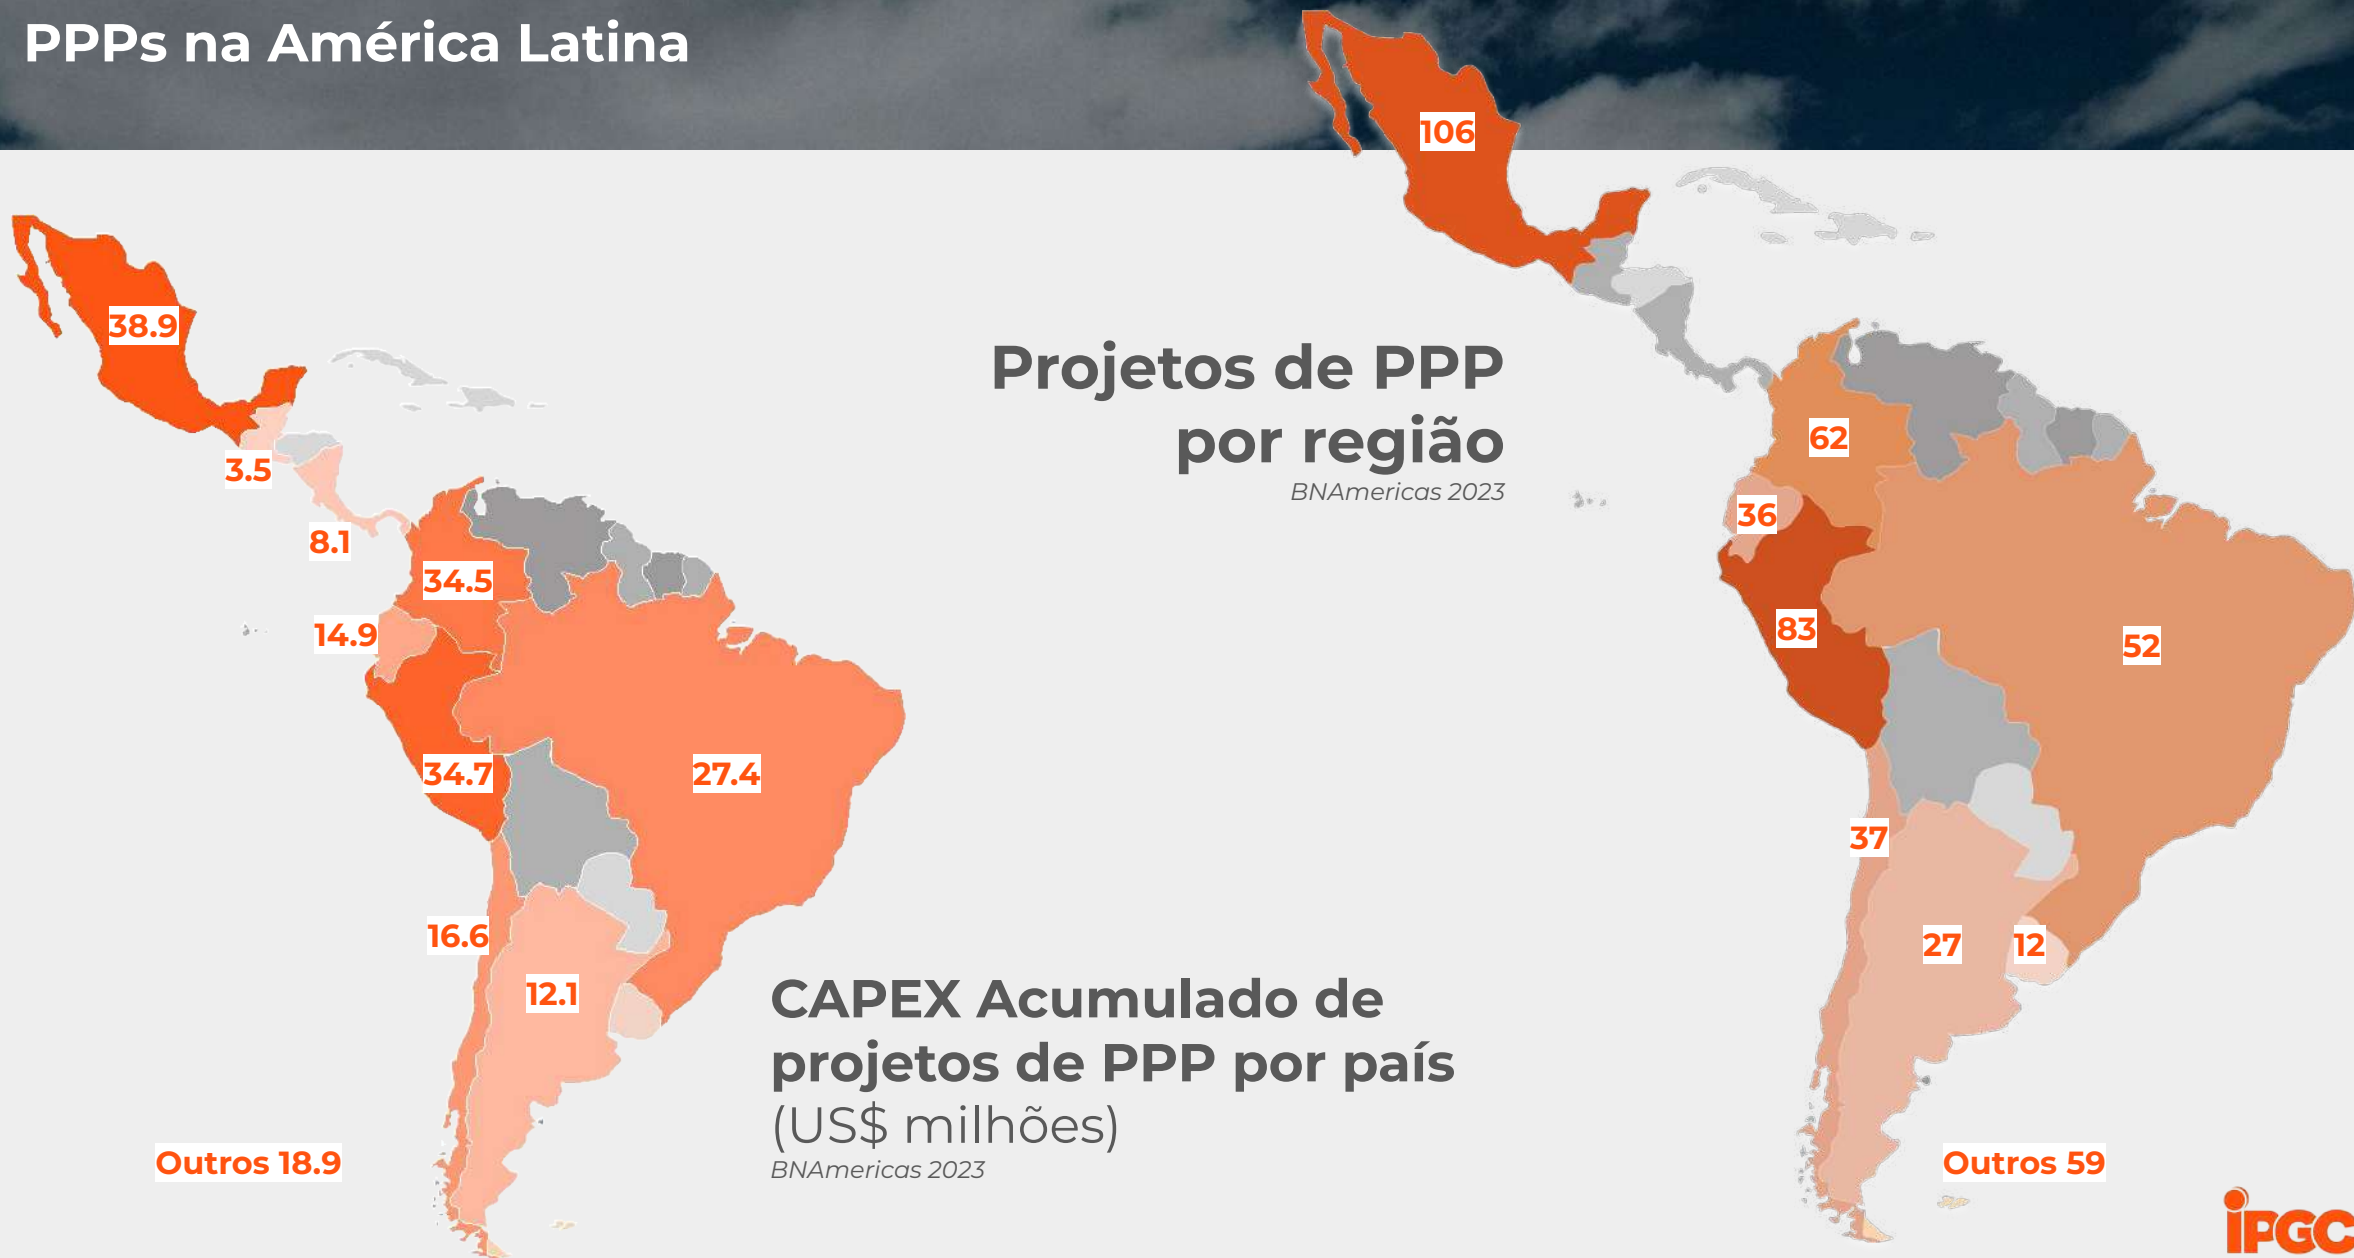 PPPs na América Latina
106
38.9
3.5
8.1
34.5
14.9
34.7
27.4
16.6
12.1
Outros 18.9
CAPEX Acumulado de
projetos de PPP por país
(US$ milhões)
BNAmericas 2023
Projetos de PPP
por região
BNAmericas 2023
62
36
83
52
37
27
12
Outros 59
iPGC